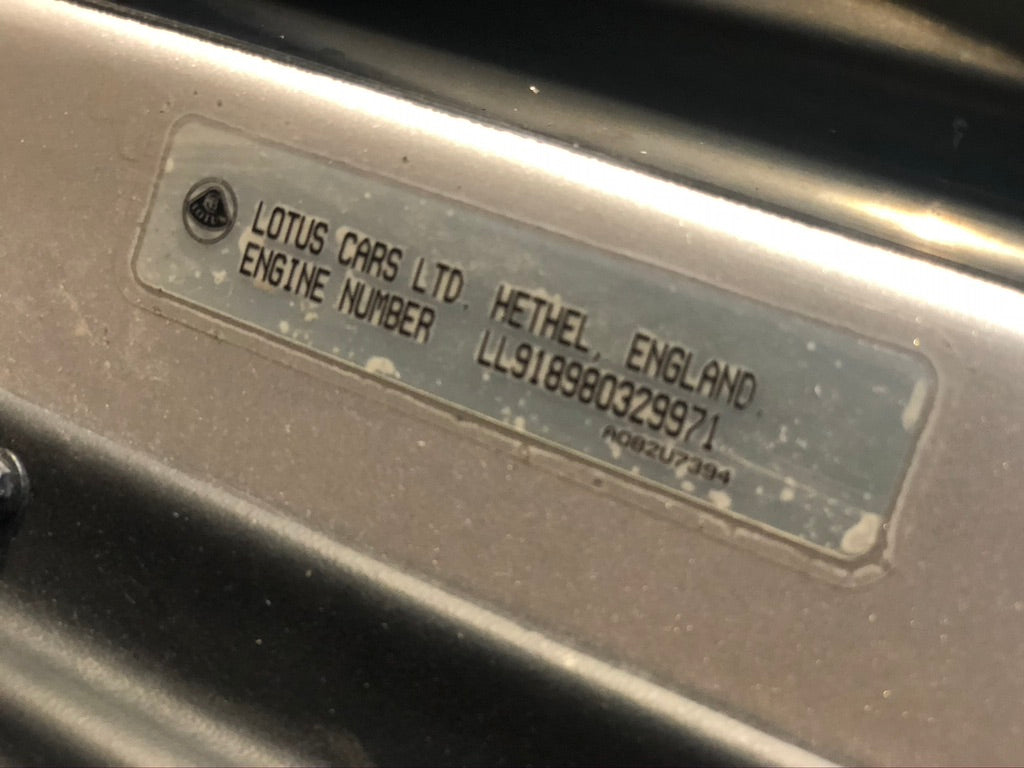 LOTUS CARS LTD. HETHEL, ENGLAND.
ENGINE NUMBER LL918980329971
A082U7394